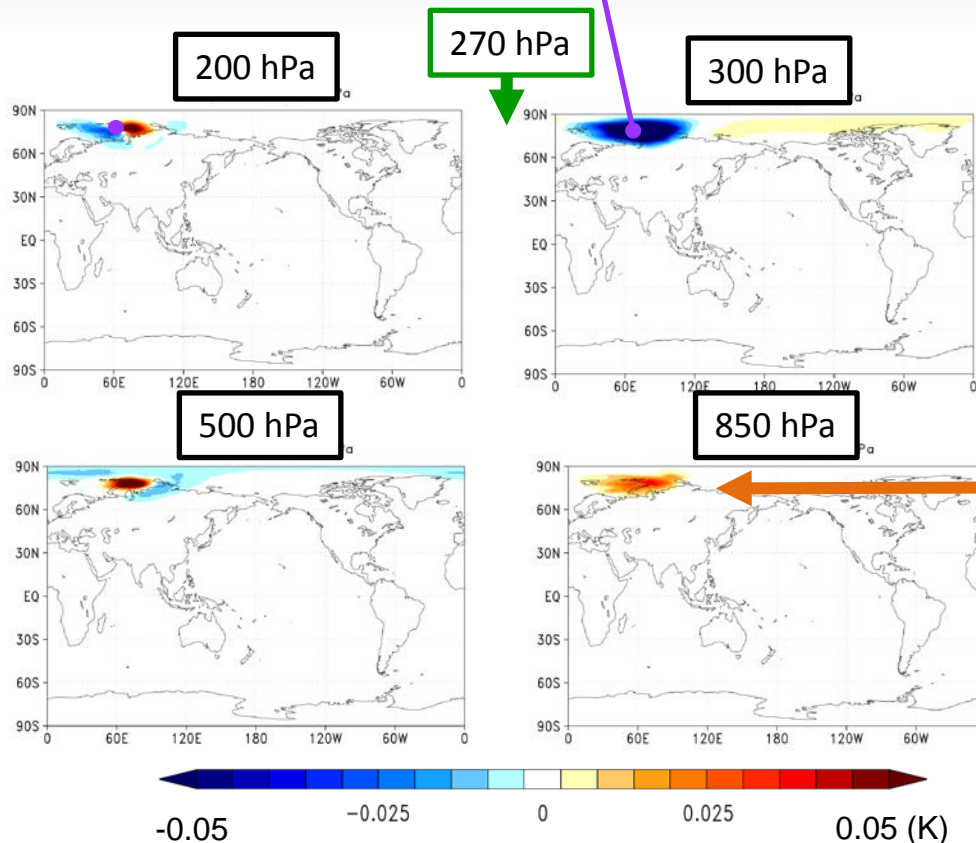 200 hPa
270 hPa
300 hPa
a
a
90N
60N
30N
EQ
30S
60S
90S
0 60E 120E 180 120W 60W 0
90N
60N
30N
EQ
30S
60S
90S
0 60E 120E 180 120W 60W 0
500 hPa
850 hPa
a
a
90N
60N
30N
EQ
30S
60S
90S
0 60E 120E 180 120W 60W 0
90N
60N
30N
EQ
30S
60S
90S
0 60E 120E 180 120W 60W
-0.05 −0.025 0 0.025 0.05 (K)